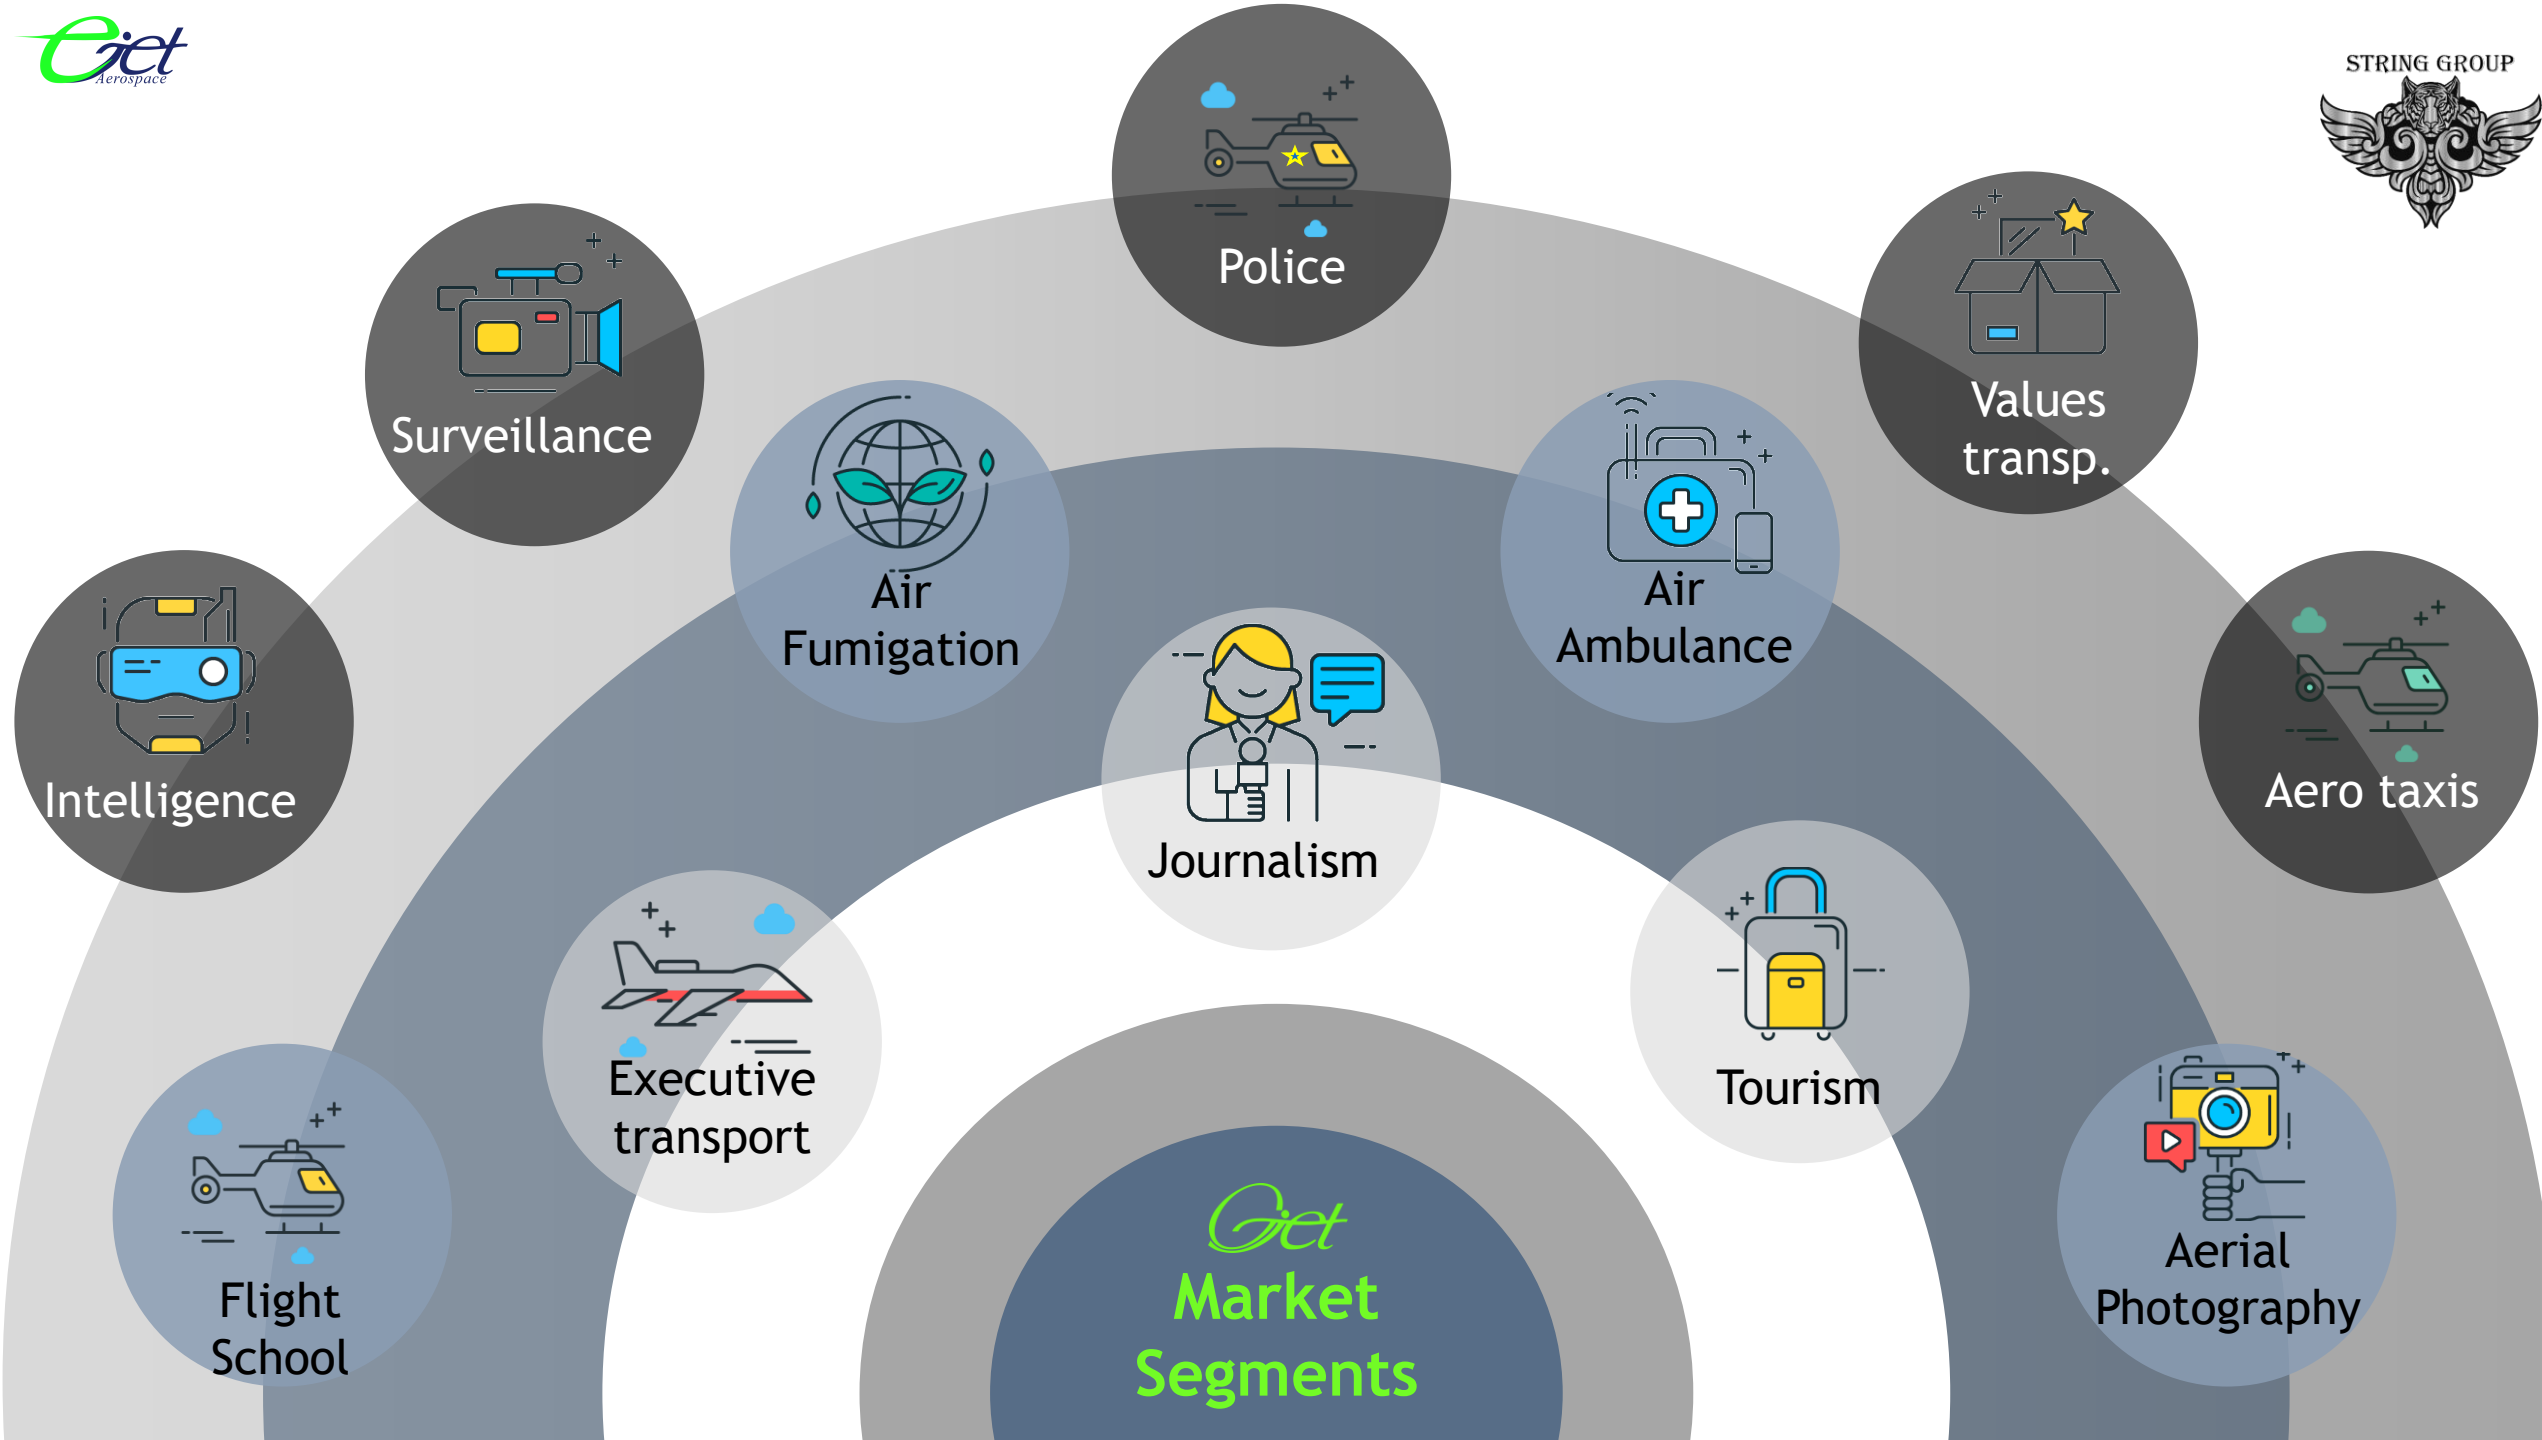 eJet
Aerospace
STRING GROUP
Police
Values
transp.
Surveillance
Air
Fumigation
Air
Ambulance
Intelligence
Aero taxis
Journalism
Executive
transport
Tourism
Flight
School
Aerial
Photography
Jet
Market
Segments